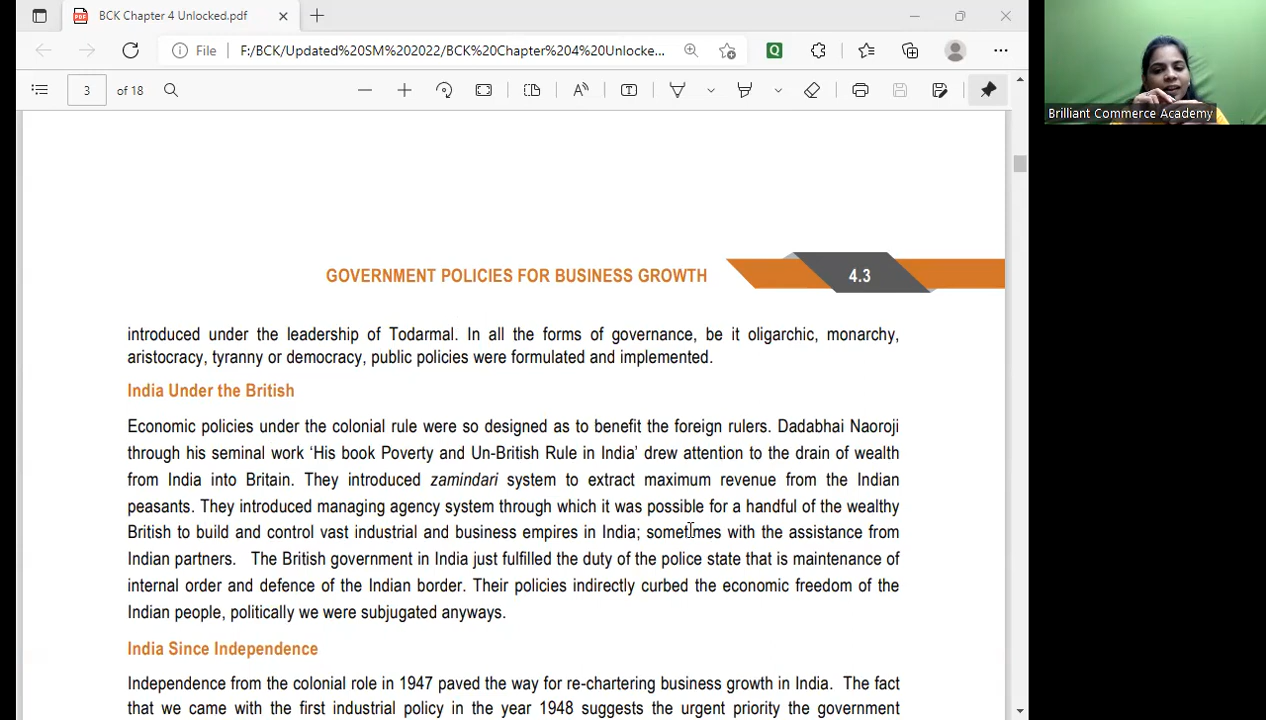 BCK Chapter 4 Unlocked.pdf
File
F:/BCK/Updated%20SM%202022/BCK%20Chapter%204%20Unlocke...
3 of 18
Brilliant Commerce Academy
GOVERNMENT POLICIES FOR BUSINESS GROWTH
4.3
introduced under the leadership of Todarmal. In all the forms of governance, be it oligarchic, monarchy,
aristocracy, tyranny or democracy, public policies were formulated and implemented.
India Under the British
Economic policies under the colonial rule were so designed as to benefit the foreign rulers. Dadabhai Naoroji
through his seminal work ‘His book Poverty and Un-British Rule in India’ drew attention to the drain of wealth
from India into Britain. They introduced zamindari system to extract maximum revenue from the Indian
peasants. They introduced managing agency system through which it was possible for a handful of the wealthy
British to build and control vast industrial and business empires in India; sometimes with the assistance from
Indian partners. The British government in India just fulfilled the duty of the police state that is maintenance of
internal order and defence of the Indian border. Their policies indirectly curbed the economic freedom of the
Indian people, politically we were subjugated anyways.
India Since Independence
Independence from the colonial role in 1947 paved the way for re-chartering business growth in India. The fact
that we came with the first industrial policy in the year 1948 suggests the urgent priority the government